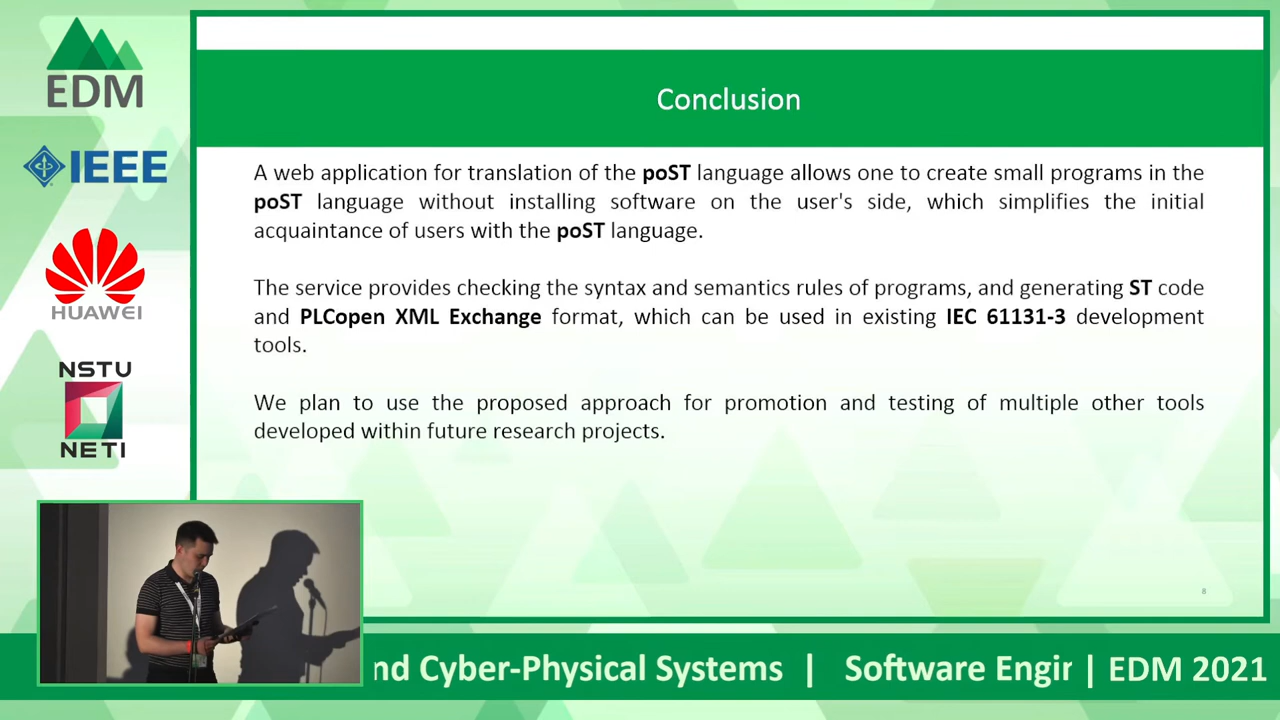 EDM
IEEE
HUAWEI
NSTU
NETI
Conclusion
A web application for translation of the poST language allows one to create small programs in the
poST language without installing software on the user's side, which simplifies the initial
acquaintance of users with the poST language.
The service provides checking the syntax and semantics rules of programs, and generating ST code
and PLCopen XML Exchange format, which can be used in existing IEC 61131-3 development
tools.
We plan to use the proposed approach for promotion and testing of multiple other tools
developed within future research projects.
8
nd Cyber-Physical Systems | Software Engir | EDM 2021